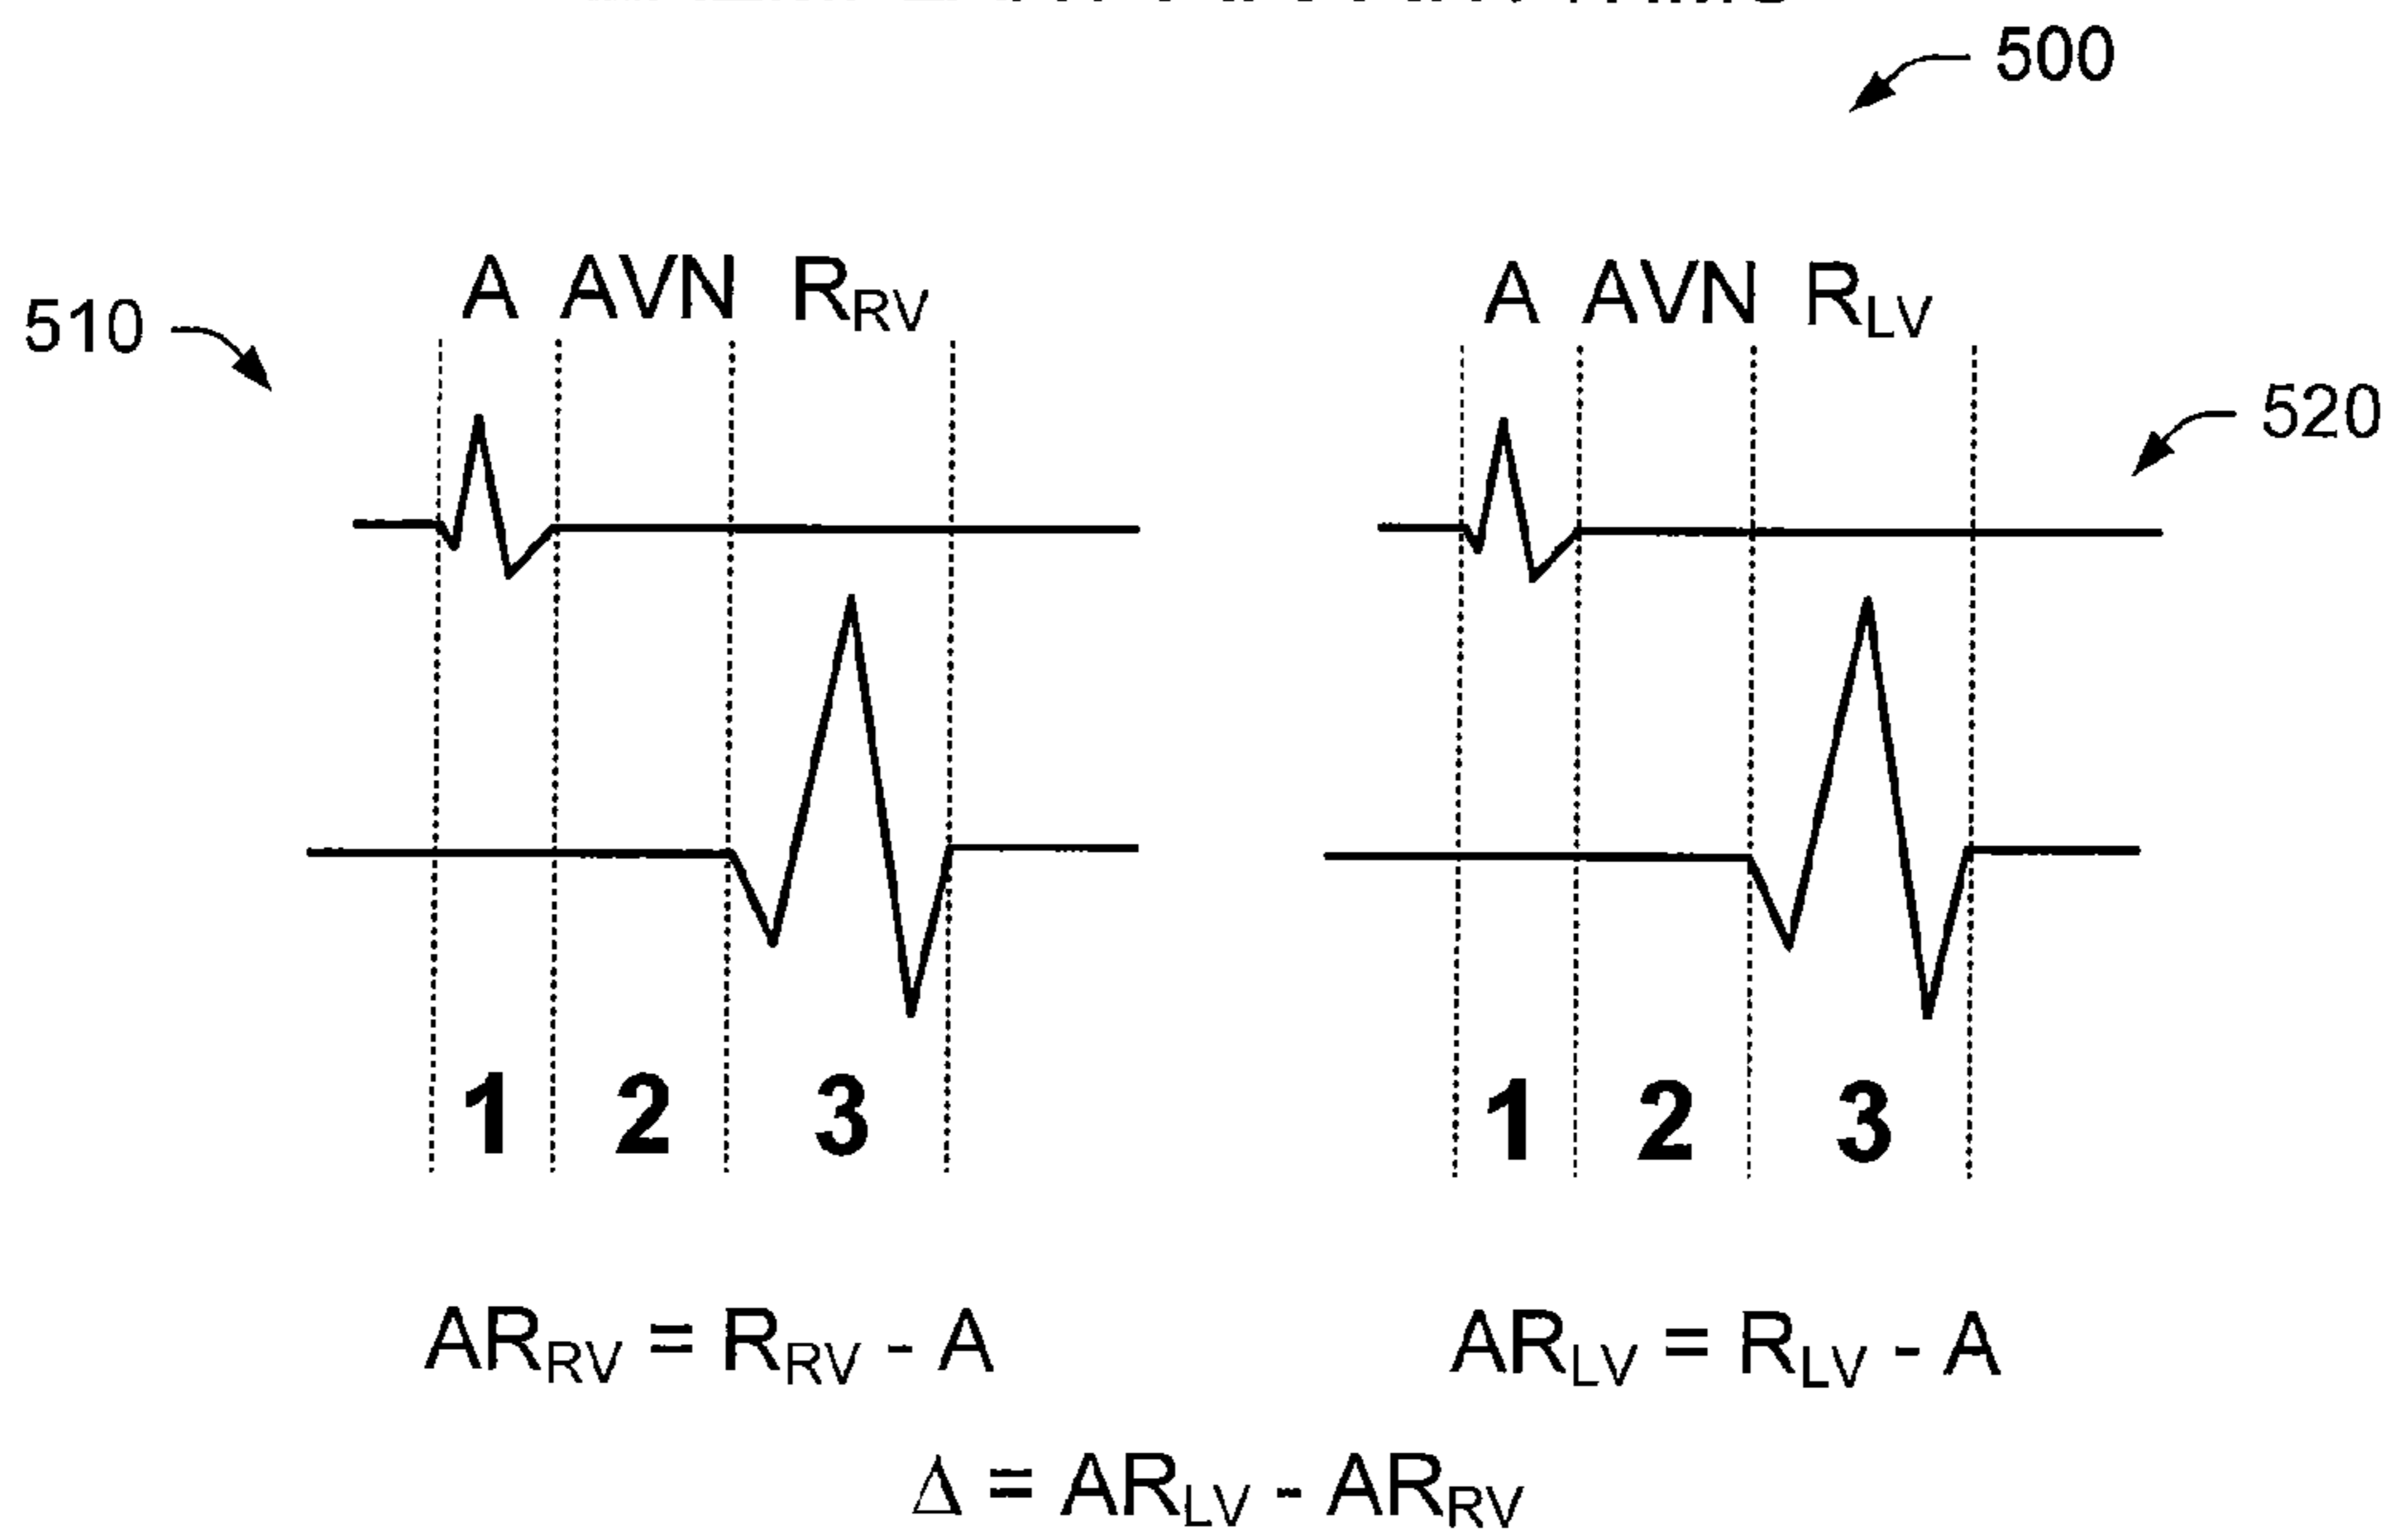 500
A AVN R_RV
A AVN R_LV
510
520
1 2 3
1 2 3
AR_RV = R_RV - A
AR_LV = R_LV - A
Δ = AR_LV - AR_RV